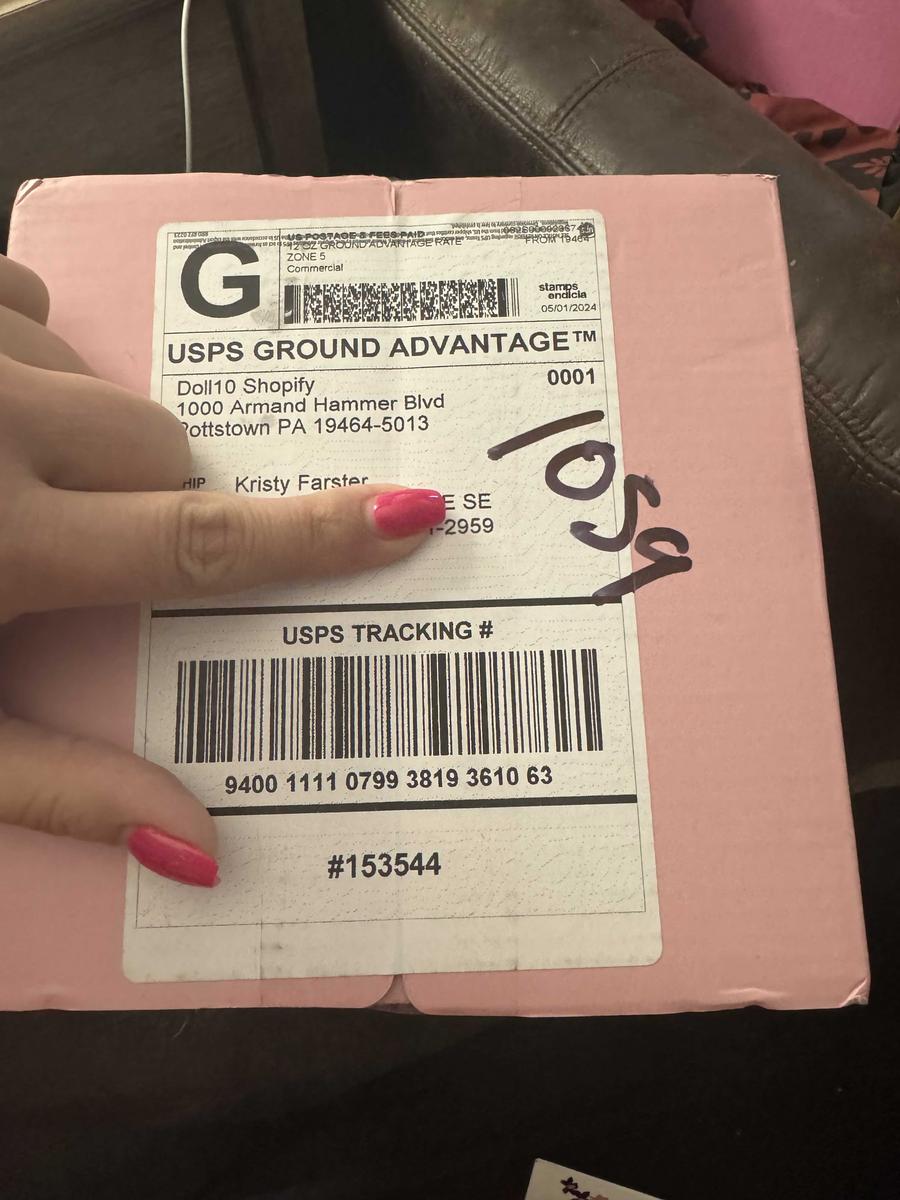 G
US POSTAGE & FEES PAID
12 OZ GROUND ADVANTAGE RATE
FROM 19464
ZONE 5
Commercial
stamps
endicia
05/01/2024
USPS GROUND ADVANTAGE™
Doll10 Shopify
0001
1000 Armand Hammer Blvd
Pottstown PA 19464-5013
HIP
Kristy Farster
E SE
-2959
1059
USPS TRACKING #
9400 1111 0799 3819 3610 63
#153544